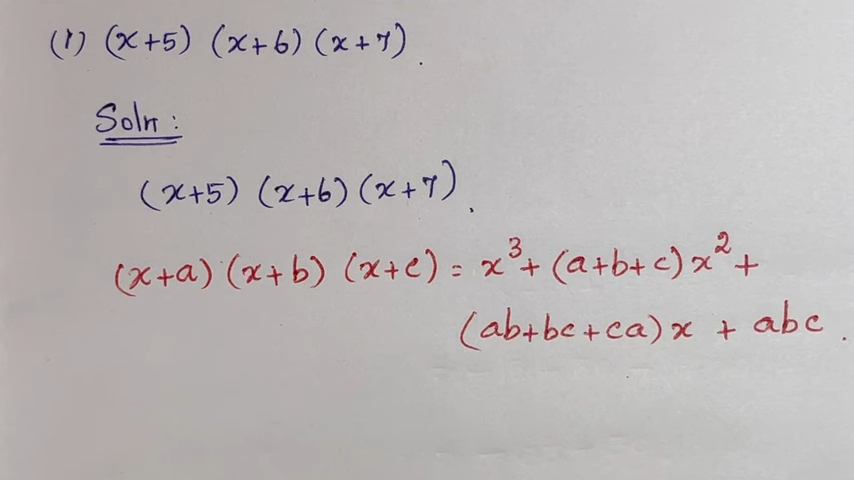 (1) (x+5) (x+6) (x+7).
Soln:
(x+5) (x+6) (x+7).
(x+a) (x+b) (x+c) = x³+ (a+b+c)x²+
(ab+bc+ca)x + abc.